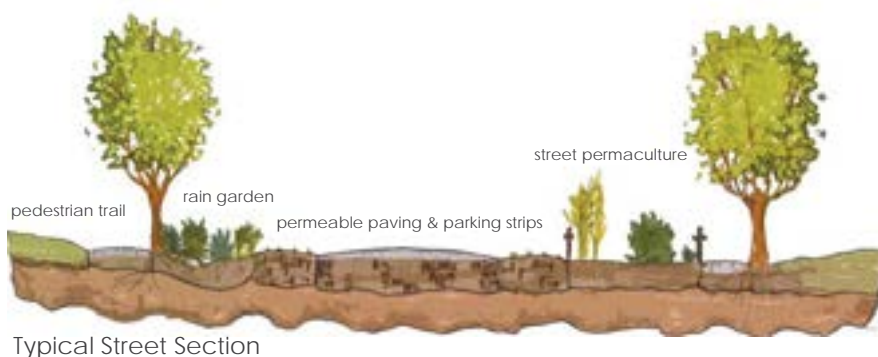 street permaculture
rain garden
pedestrian trail
permeable paving & parking strips
Typical Street Section